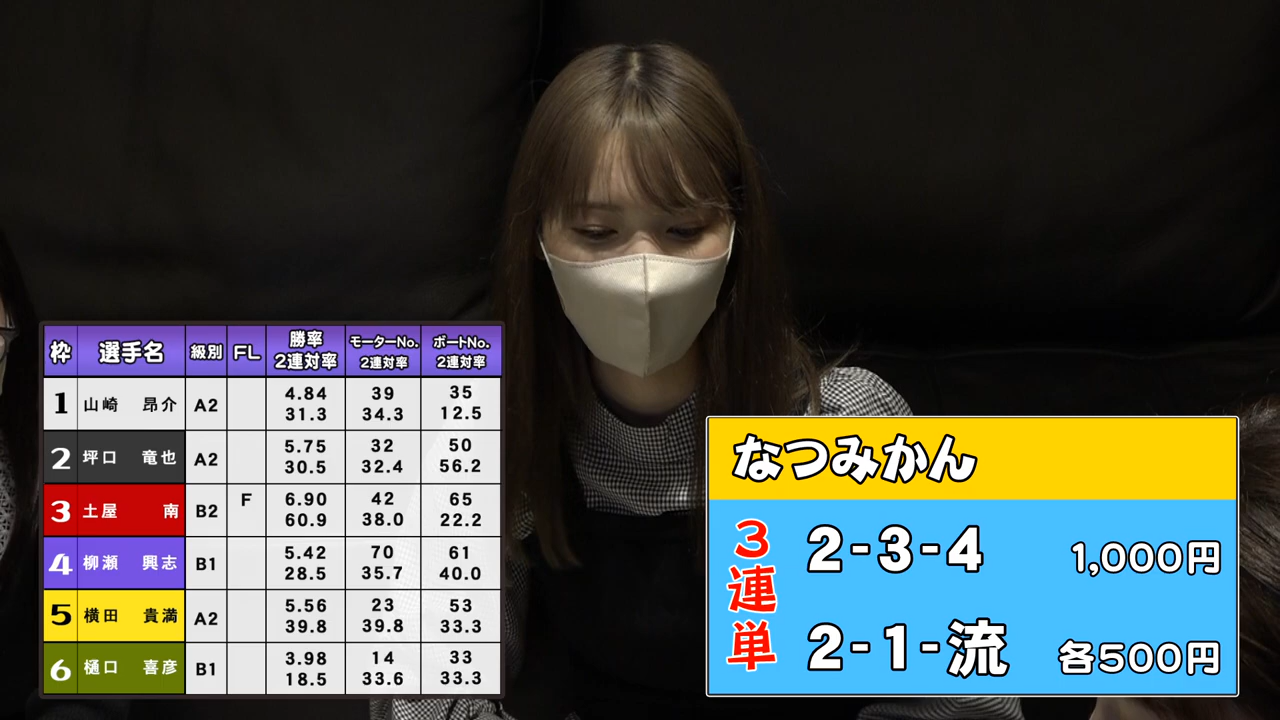 枠 選手名 級別 FL 勝率 2連対率 モーターNo. 2連対率 ボートNo. 2連対率
1 山崎 昂介 A2 4.84 31.3 39 34.3 35 12.5
2 坪口 竜也 A2 5.75 30.5 32 32.4 50 56.2
3 土屋 南 B2 F 6.90 60.9 42 38.0 65 22.2
4 柳瀬 興志 B1 5.42 28.5 70 35.7 61 40.0
5 横田 貴満 A2 5.56 39.8 23 39.8 53 33.3
6 樋口 喜彦 B1 3.98 18.5 14 33.6 33 33.3
なつみかん
3連単
2-3-4 1,000円
2-1-流 各500円